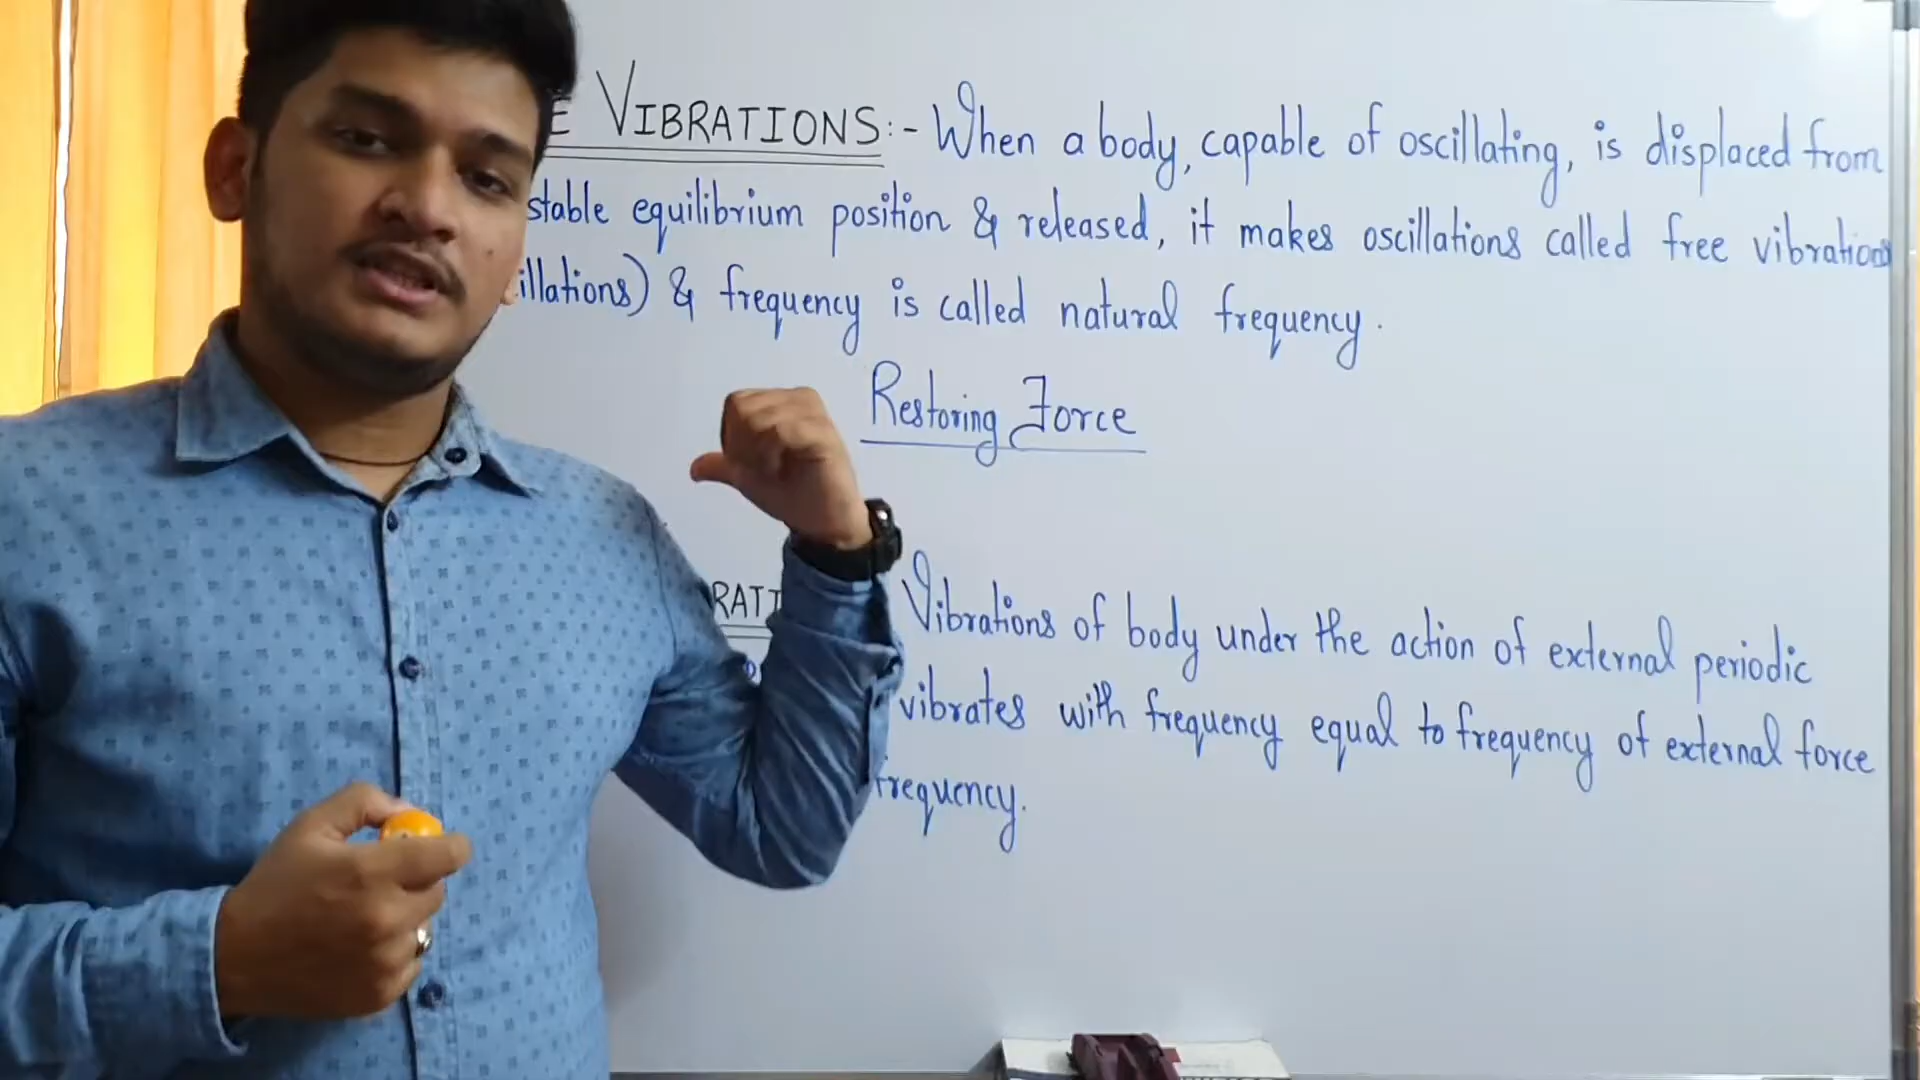 E VIBRATIONS:- When a body, capable of oscillating, is displaced from
stable equilibrium position & released, it makes oscillations called free vibrations
illations) & frequency is called natural frequency.
Restoring Force
RATI Vibrations of body under the action of external periodic
vibrates with frequency equal to frequency of external force
frequency.